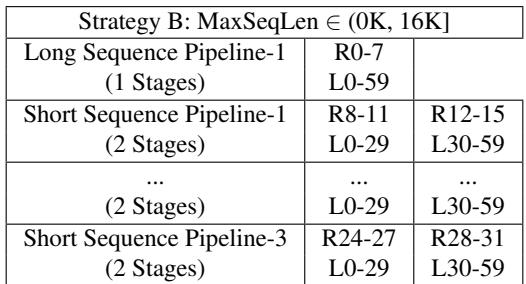 Strategy B: MaxSeqLen ∈ (0K, 16K]
Long Sequence Pipeline-1 R0-7
(1 Stages) L0-59
Short Sequence Pipeline-1 R8-11 R12-15
(2 Stages) L0-29 L30-59
... ... ...
(2 Stages) L0-29 L30-59
Short Sequence Pipeline-3 R24-27 R28-31
(2 Stages) L0-29 L30-59